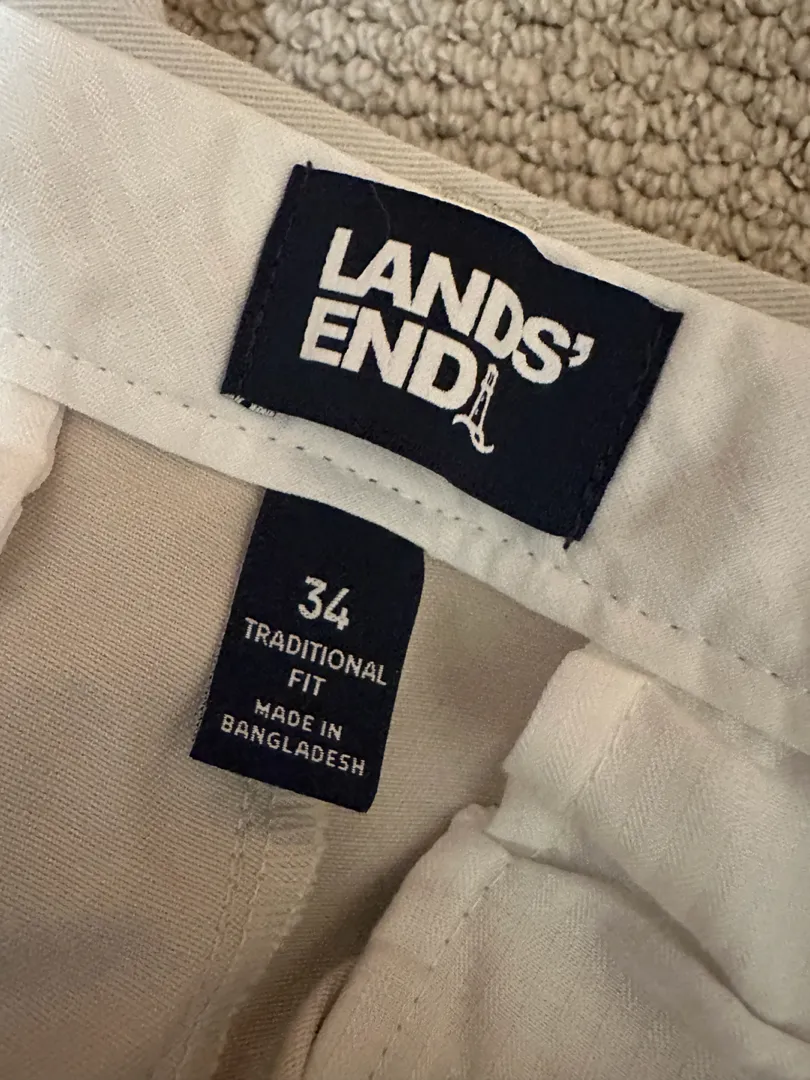 LANDS'
END
34
TRADITIONAL
FIT
MADE IN
BANGLADESH